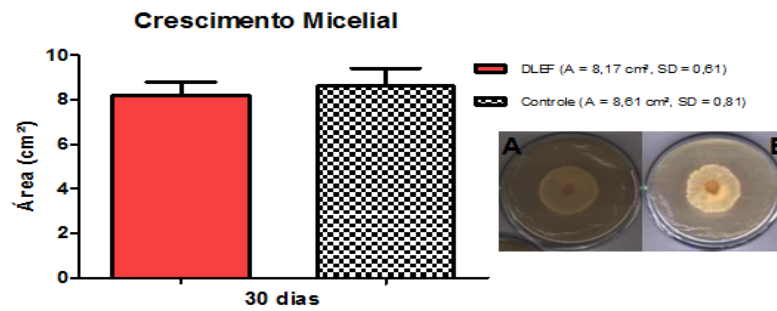 Crescimento Micelial
10
8
6
4
2
0
Área (cm²)
30 dias
DLEF (A = 8,17 cm², SD = 0,61)
Controle (A = 8,61 cm², SD = 0,81)
A